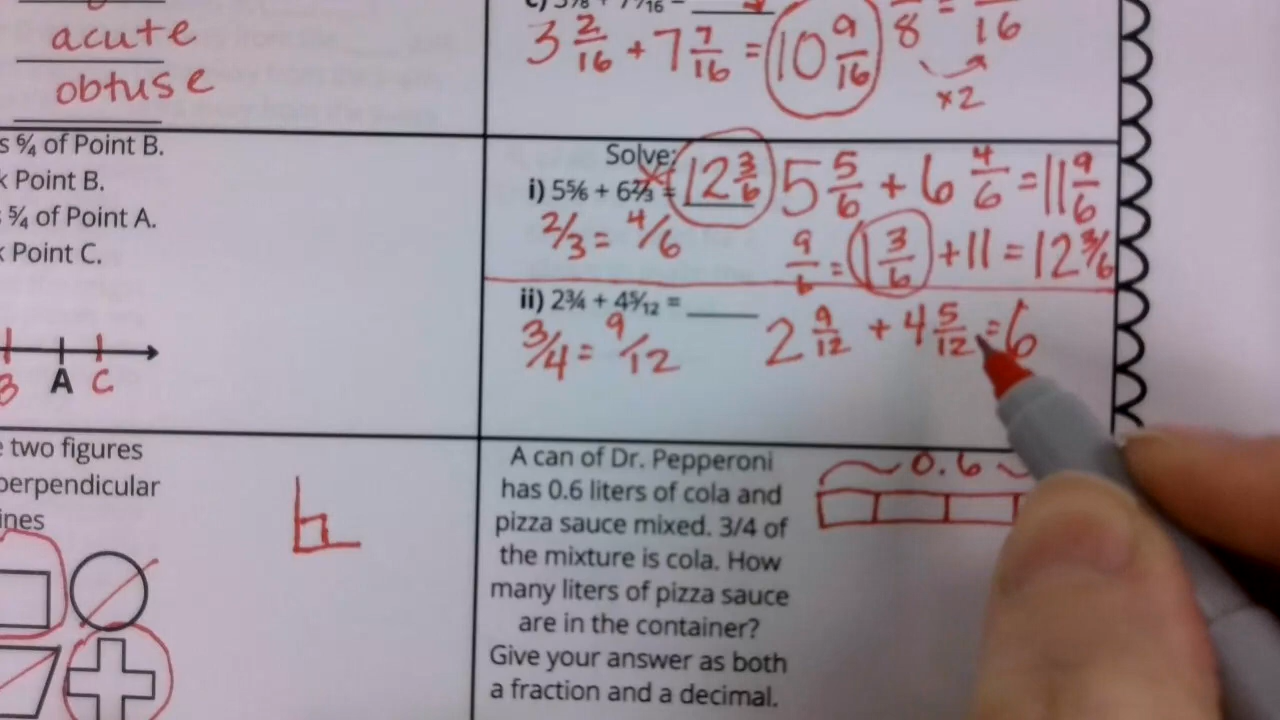 acute
obtuse
s 5/4 of Point B.
k Point B.
5/4 of Point A.
k Point C.
B A C
e two figures
perpendicular
ines
3 2/16 + 7 7/16 = 10 9/16
8 = 16
×2
Solve:
i) 5⅚ + 6⅔ = 12 3/6
5 5/6 + 6 4/6 = 11 9/6
2/3 = 4/6
9/6 = 1 3/6 + 11 = 12 3/6
ii) 2¾ + 4 5/12 = ____
3/4 = 9/12
2 9/12 + 4 5/12 = 6
A can of Dr. Pepperoni
has 0.6 liters of cola and
pizza sauce mixed. 3/4 of
the mixture is cola. How
many liters of pizza sauce
are in the container?
Give your answer as both
a fraction and a decimal.
0.6